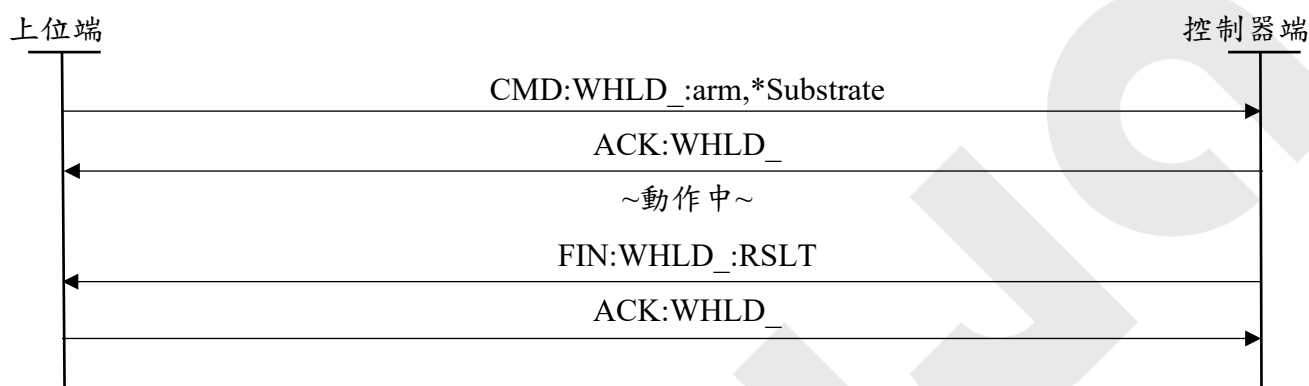 上位端
控制器端
CMD:WHLD_:arm,*Substrate
ACK:WHLD_
~動作中~
FIN:WHLD_:RSLT
ACK:WHLD_